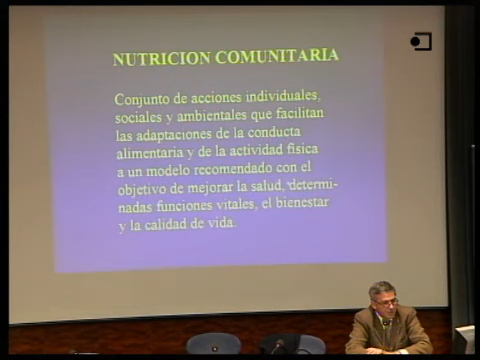 NUTRICION COMUNITARIA
Conjunto de acciones individuales,
sociales y ambientales que facilitan
las adaptaciones de la conducta
alimentaria y de la actividad física
a un modelo recomendado con el
objetivo de mejorar la salud, determi-
nadas funciones vitales, el bienestar
y la calidad de vida.